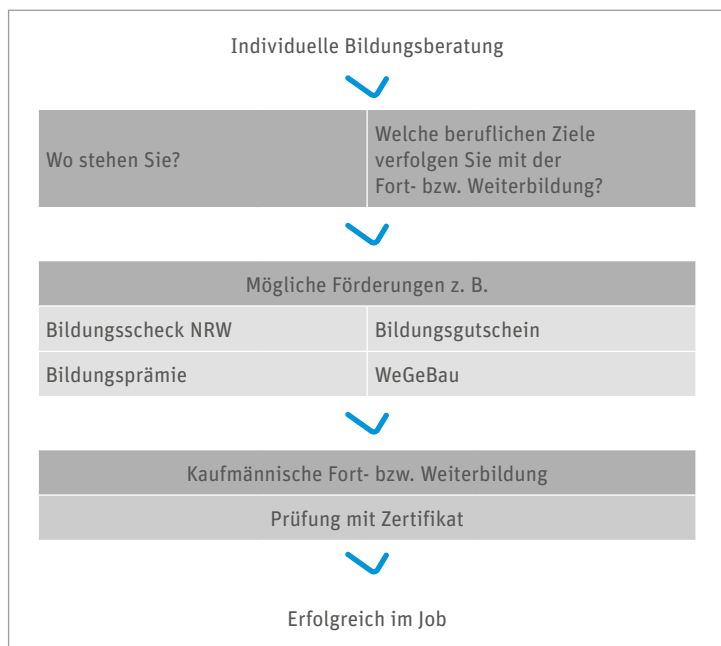 Individuelle Bildungsberatung
Wo stehen Sie?
Welche beruflichen Ziele
verfolgen Sie mit der
Fort- bzw. Weiterbildung?
Mögliche Förderungen z. B.
Bildungsscheck NRW
Bildungsgutschein
Bildungsprämie
WeGeBau
Kaufmännische Fort- bzw. Weiterbildung
Prüfung mit Zertifikat
Erfolgreich im Job